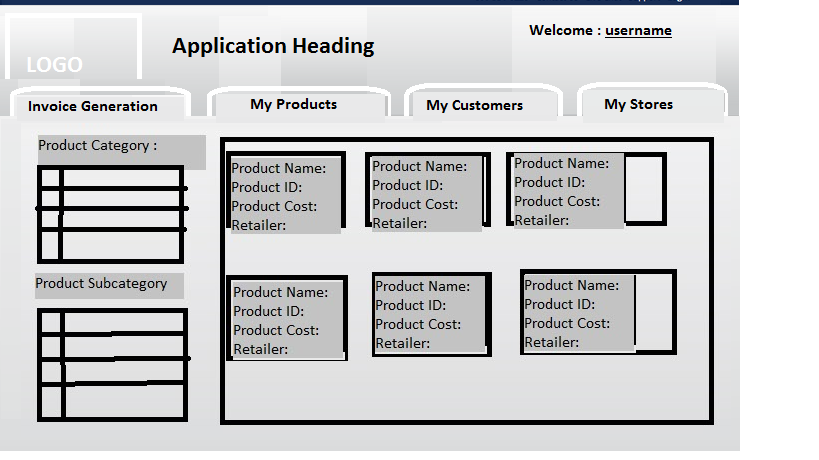 Welcome : username
Application Heading
LOGO
Invoice Generation
My Products
My Customers
My Stores
Product Category :
Product Name:
Product ID:
Product Cost:
Retailer:
Product Name:
Product ID:
Product Cost:
Retailer:
Product Name:
Product ID:
Product Cost:
Retailer:
Product Subcategory
Product Name:
Product ID:
Product Cost:
Retailer:
Product Name:
Product ID:
Product Cost:
Retailer:
Product Name:
Product ID:
Product Cost:
Retailer: